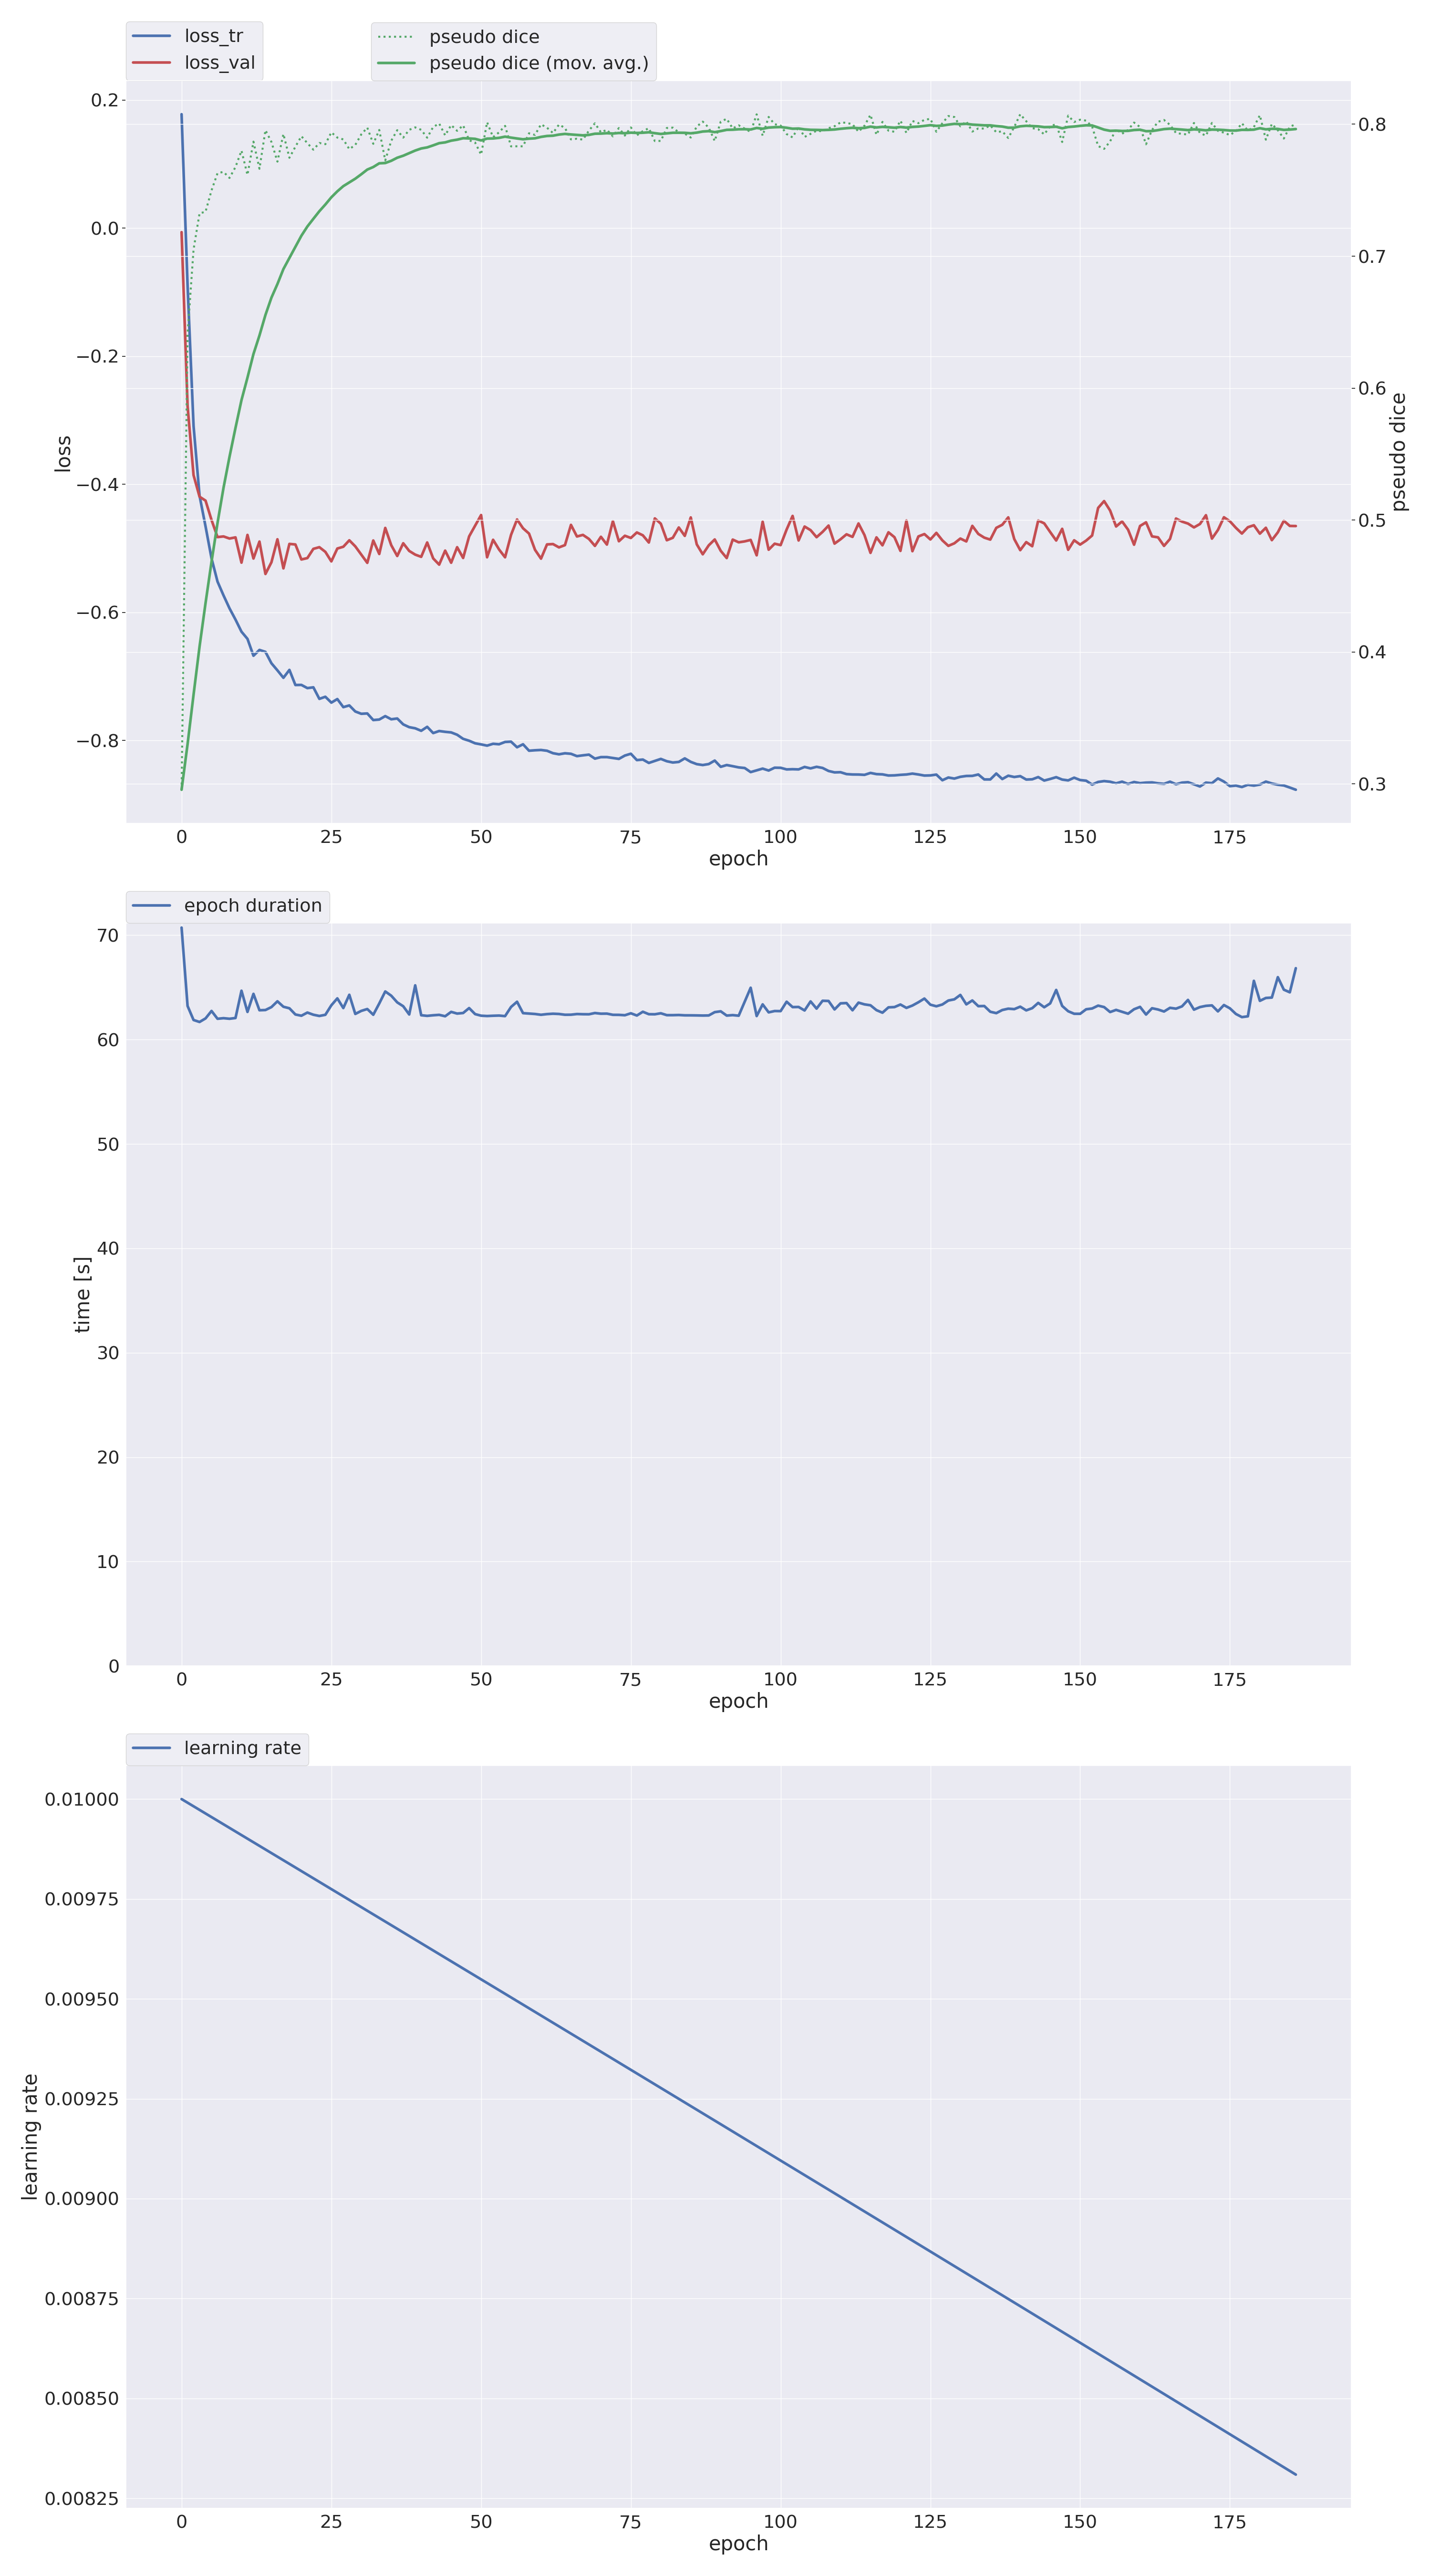 loss_tr
loss_val
pseudo dice
pseudo dice (mov. avg.)
0.2
0.0
−0.2
−0.4
−0.6
−0.8
loss
0.8
0.7
0.6
0.5
0.4
0.3
pseudo dice
0 25 50 75 100 125 150 175
epoch
epoch duration
70
60
50
40
30
20
10
0
time [s]
0 25 50 75 100 125 150 175
epoch
learning rate
0.01000
0.00975
0.00950
0.00925
0.00900
0.00875
0.00850
0.00825
learning rate
0 25 50 75 100 125 150 175
epoch